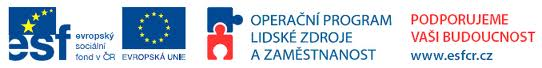 esf evropský sociální fond v ČR
EVROPSKÁ UNIE
OPERAČNÍ PROGRAM
LIDSKÉ ZDROJE
A ZAMĚSTNANOST
PODPORUJEME
VAŠI BUDOUCNOST
www.esfcr.cz